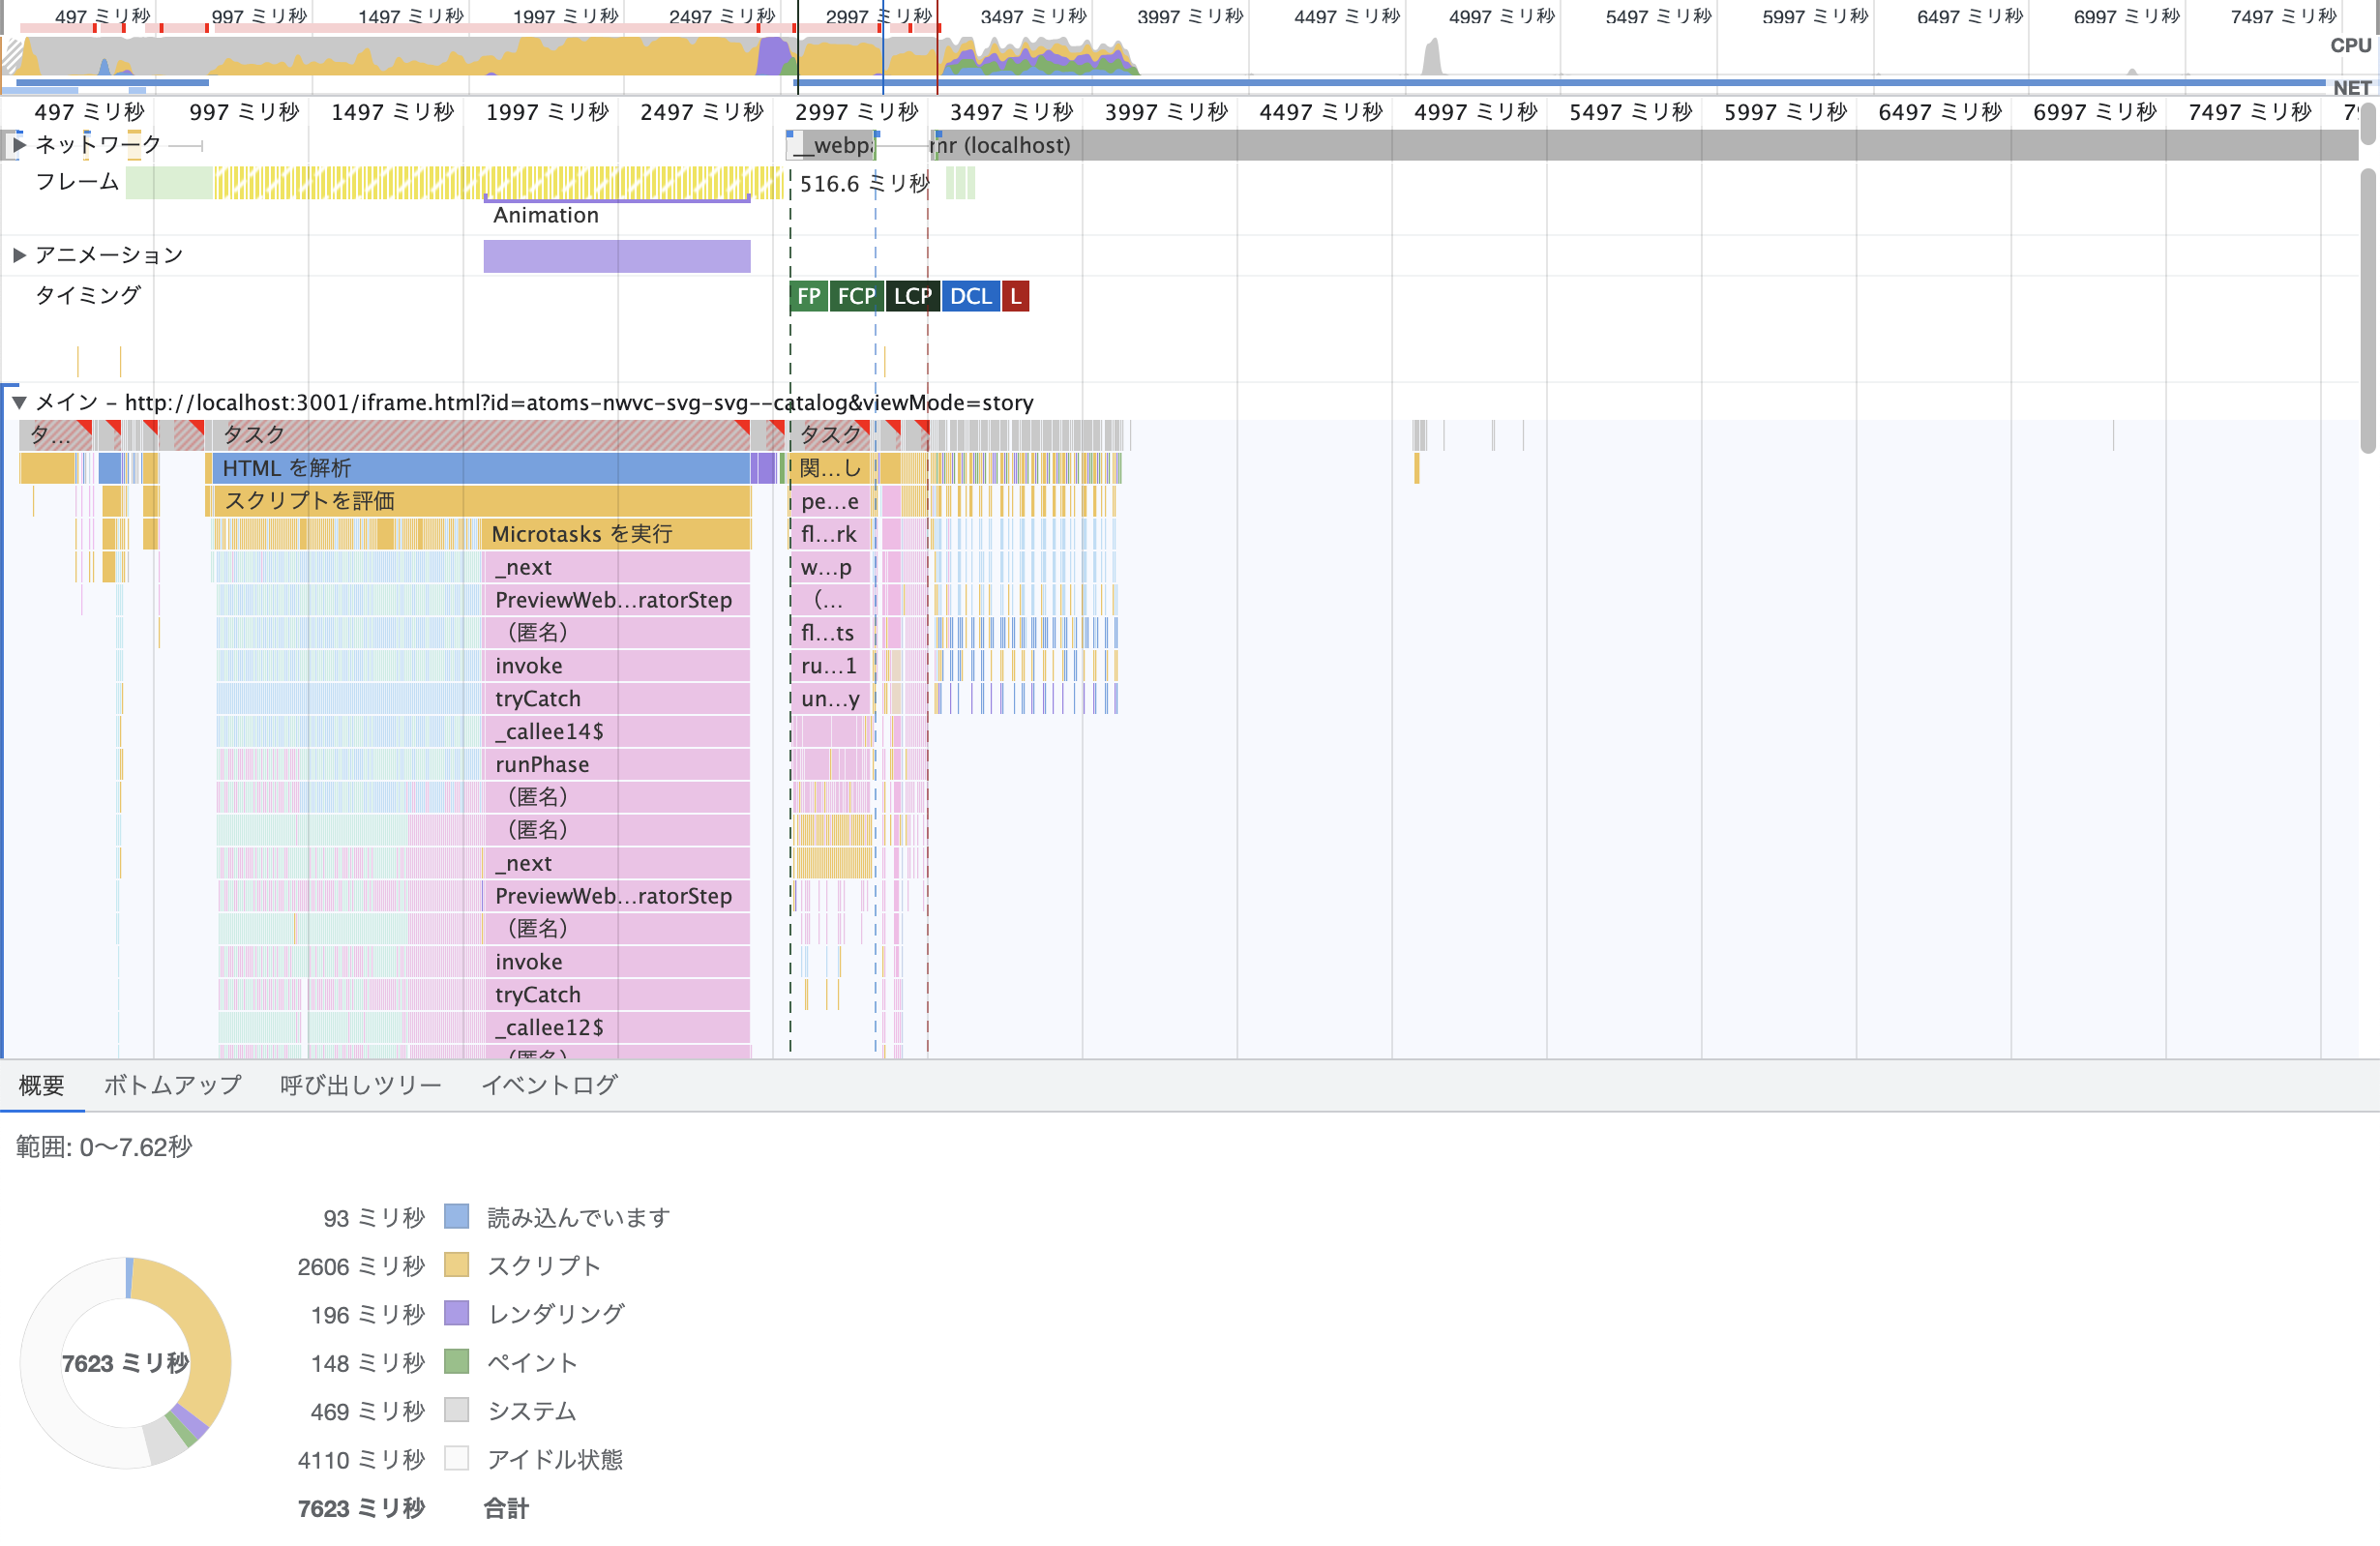 497 ミリ秒 997 ミリ秒 1497 ミリ秒 1997 ミリ秒 2497 ミリ秒 2997 ミリ秒 3497 ミリ秒 3997 ミリ秒 4497 ミリ秒 4997 ミリ秒 5497 ミリ秒 5997 ミリ秒 6497 ミリ秒 6997 ミリ秒 7497 ミリ秒
CPU
NET
497 ミリ秒 997 ミリ秒 1497 ミリ秒 1997 ミリ秒 2497 ミリ秒 2997 ミリ秒 3497 ミリ秒 3997 ミリ秒 4497 ミリ秒 4997 ミリ秒 5497 ミリ秒 5997 ミリ秒 6497 ミリ秒 6997 ミリ秒 7497 ミリ秒
ネットワーク __webpa mr (localhost)
フレーム 516.6 ミリ秒
Animation
アニメーション
タイミング FP FCP LCP DCL L
メイン – http://localhost:3001/iframe.html?id=atoms-nwvc-svg-svg--catalog&viewMode=story
タ... タスク タスク
HTML を解析 関...し
スクリプトを評価 pe...e
Microtasks を実行 fl...rk
_next w...p
PreviewWeb...ratorStep （...
（匿名） fl...ts
invoke ru...1
tryCatch un...y
_callee14$
runPhase
（匿名）
（匿名）
_next
PreviewWeb...ratorStep
（匿名）
invoke
tryCatch
_callee12$
（匿名）
概要 ボトムアップ 呼び出しツリー イベントログ
範囲: 0～7.62秒
93 ミリ秒 読み込んでいます
2606 ミリ秒 スクリプト
196 ミリ秒 レンダリング
148 ミリ秒 ペイント
469 ミリ秒 システム
4110 ミリ秒 アイドル状態
7623 ミリ秒 合計
7623 ミリ秒